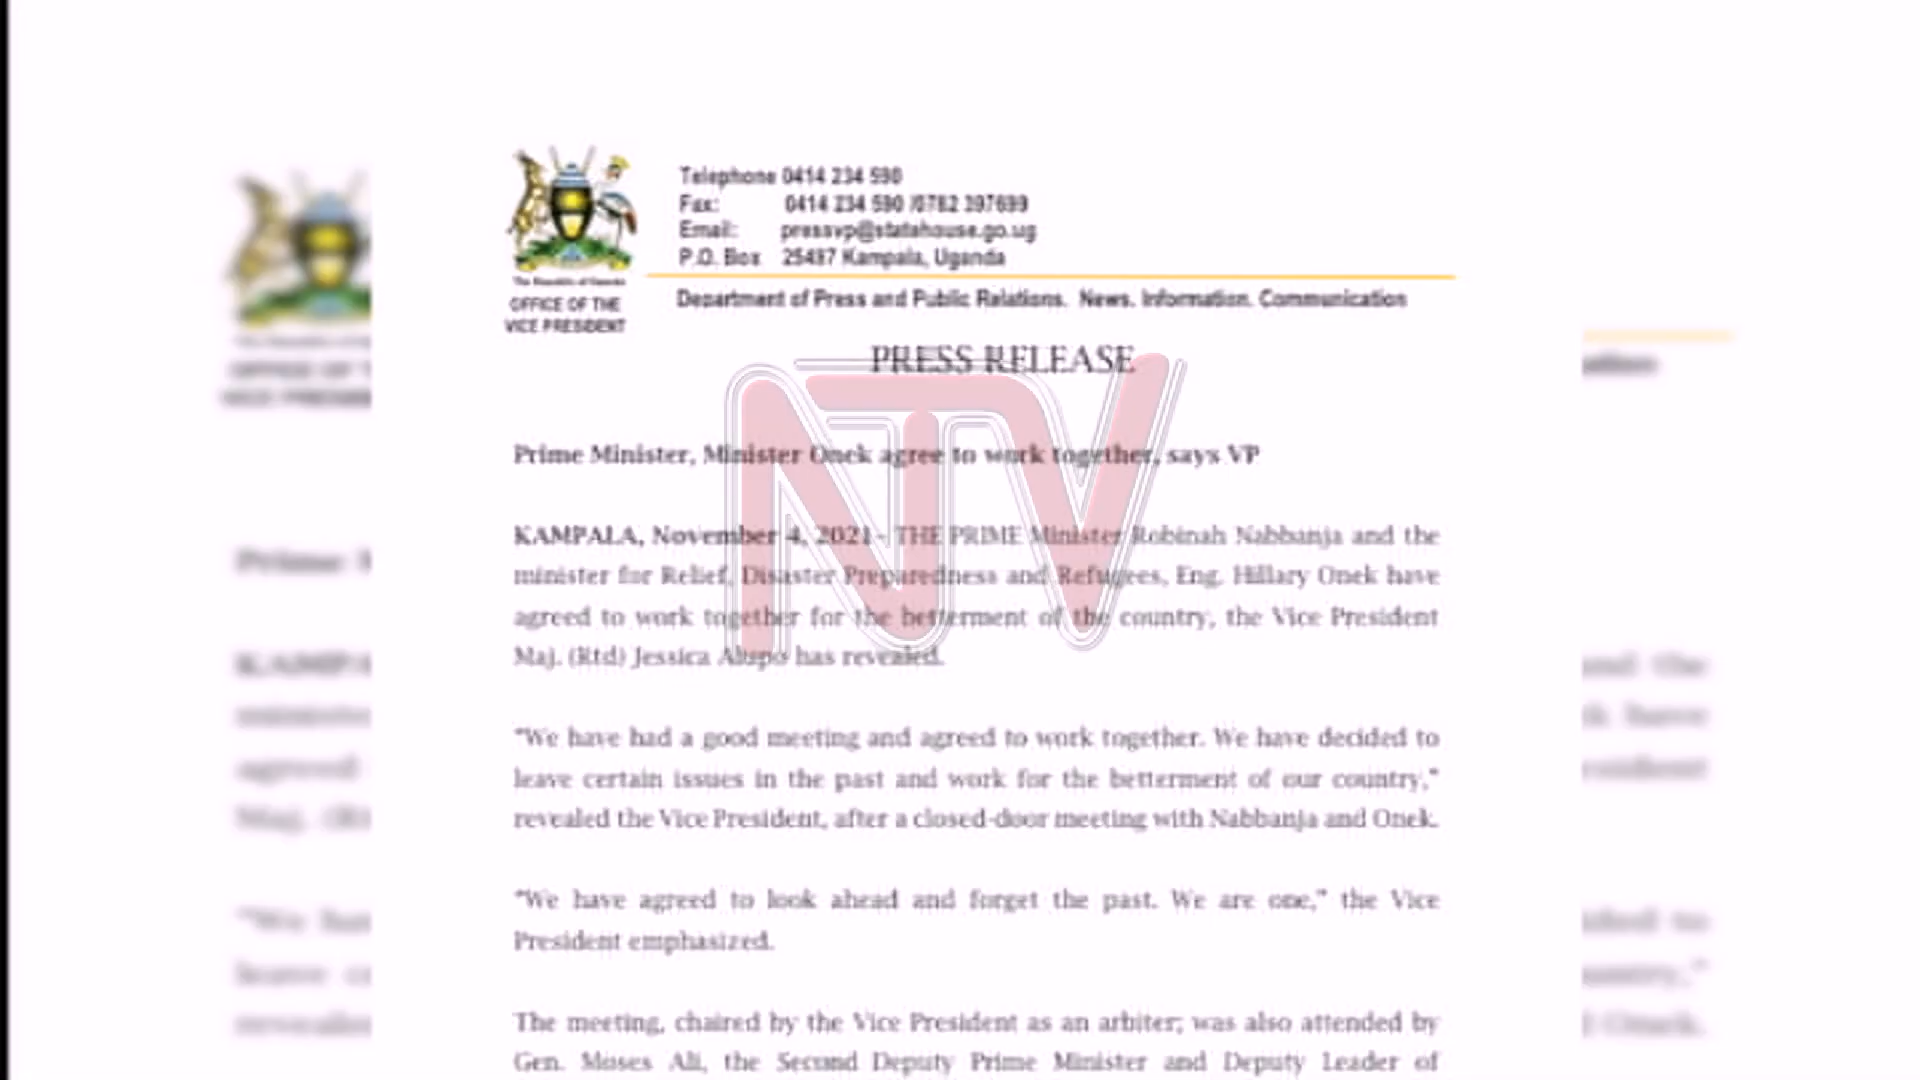 Telephone 0414 234 590
Fax: 0414 234 590 /0782 397699
Email: pressvp@statehouse.go.ug
P.O. Box 25497 Kampala, Uganda
The Republic of Uganda
OFFICE OF THE
VICE PRESIDENT
Department of Press and Public Relations. News. Information. Communication
PRESS RELEASE
NTV
Prime Minister, Minister Onek agree to work together, says VP
KAMPALA, November 4, 2021- THE PRIME Minister Robinah Nabbanja and the
minister for Relief, Disaster Preparedness and Refugees, Eng. Hillary Onek have
agreed to work together for the betterment of the country, the Vice President
Maj. (Rtd) Jessica Alupo has revealed.
"We have had a good meeting and agreed to work together. We have decided to
leave certain issues in the past and work for the betterment of our country,"
revealed the Vice President, after a closed-door meeting with Nabbanja and Onek.
"We have agreed to look ahead and forget the past. We are one," the Vice
President emphasized.
The meeting, chaired by the Vice President as an arbiter; was also attended by
Gen. Moses Ali, the Second Deputy Prime Minister and Deputy Leader of